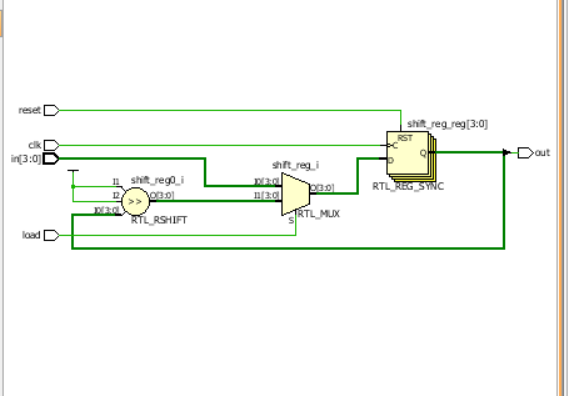 reset
shift_reg_reg[3:0]
RST
clk
C
in[3:0]
D
Q
out
shift_reg_i
RTL_REG_SYNC
I1
shift_reg0_i
I0[3:0]
O[3:0]
I2
>>
O[3:0]
I1[3:0]
I0[3:0]
RTL_RSHIFT
S
RTL_MUX
load